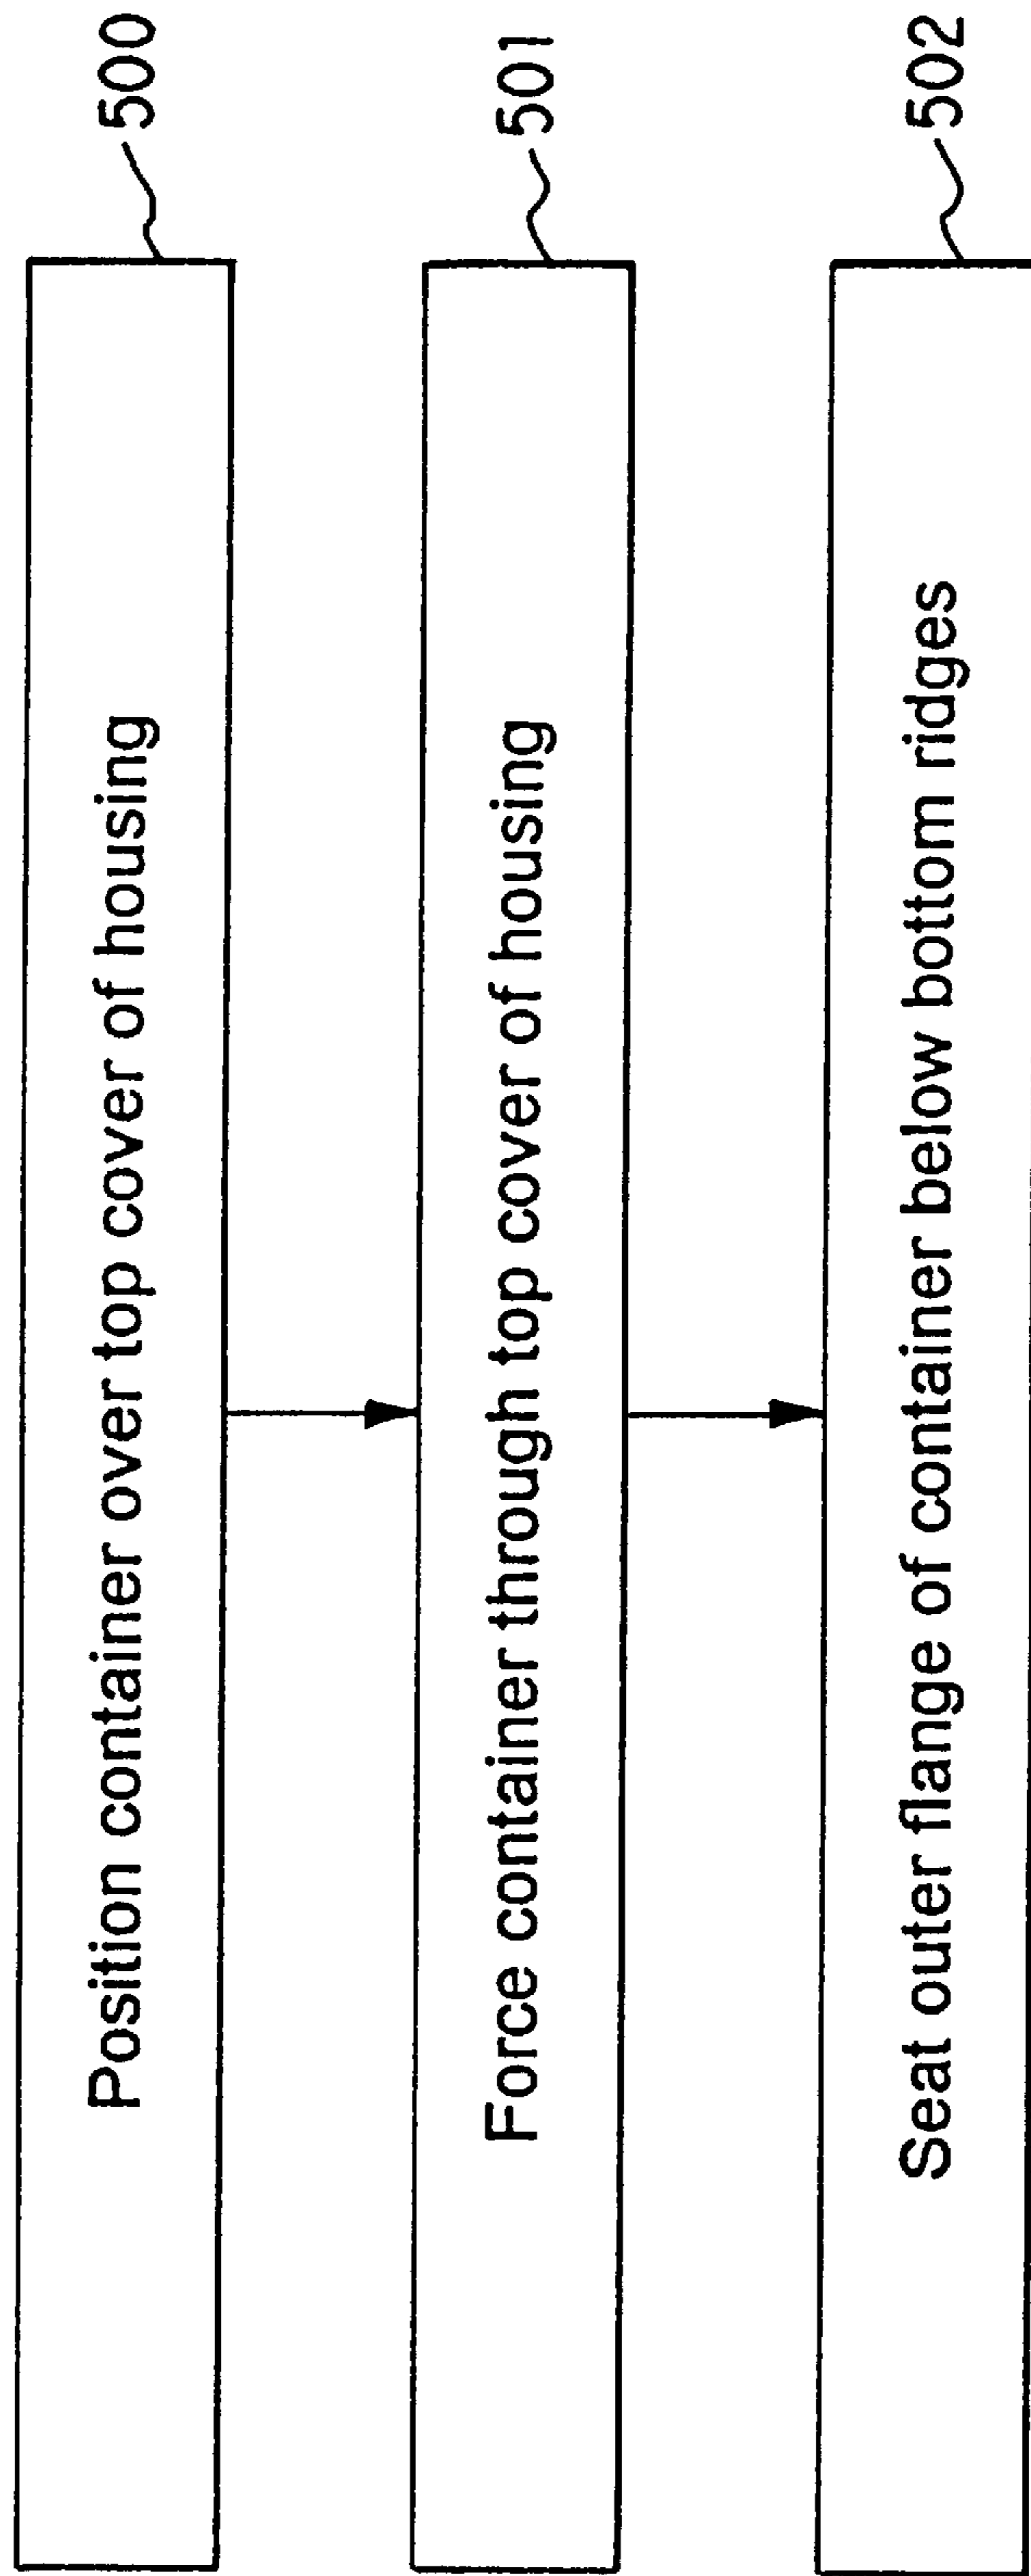 Position container over top cover of housing
500
Force container through top cover of housing
501
Seat outer flange of container below bottom ridges
502